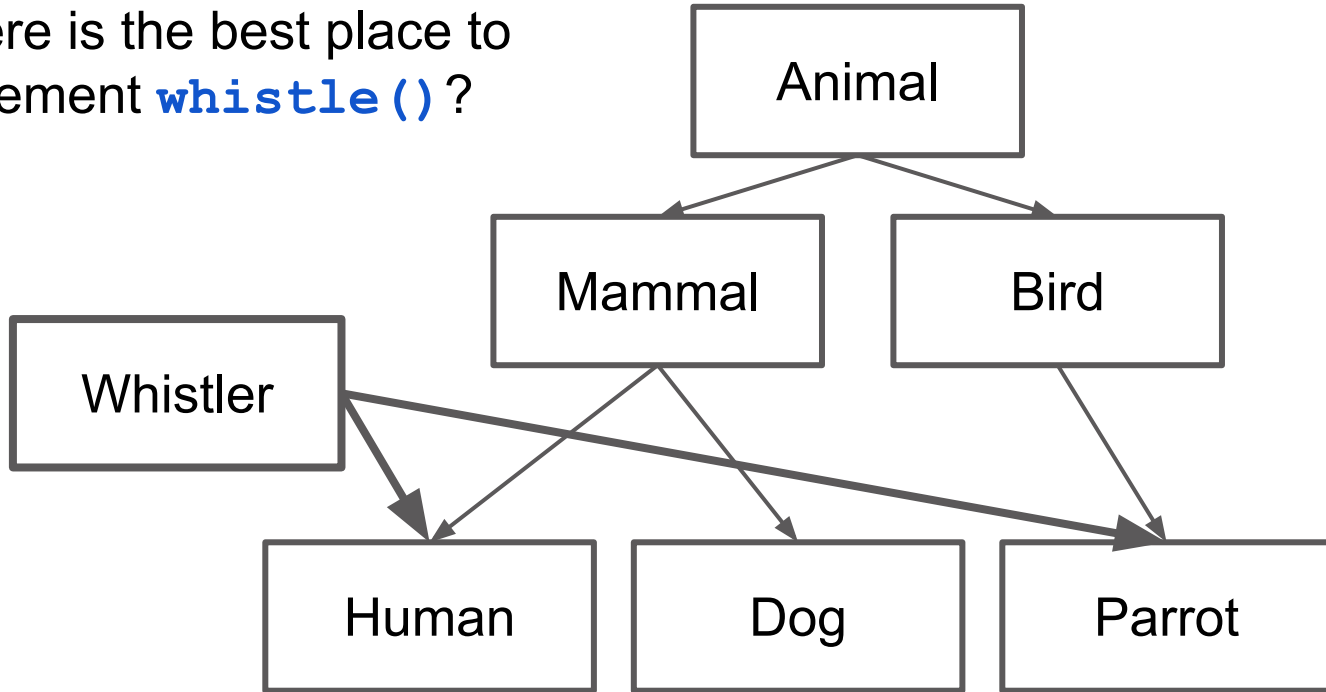 ere is the best place to
ement whistle()?
Animal
Mammal
Bird
Whistler
Human
Dog
Parrot